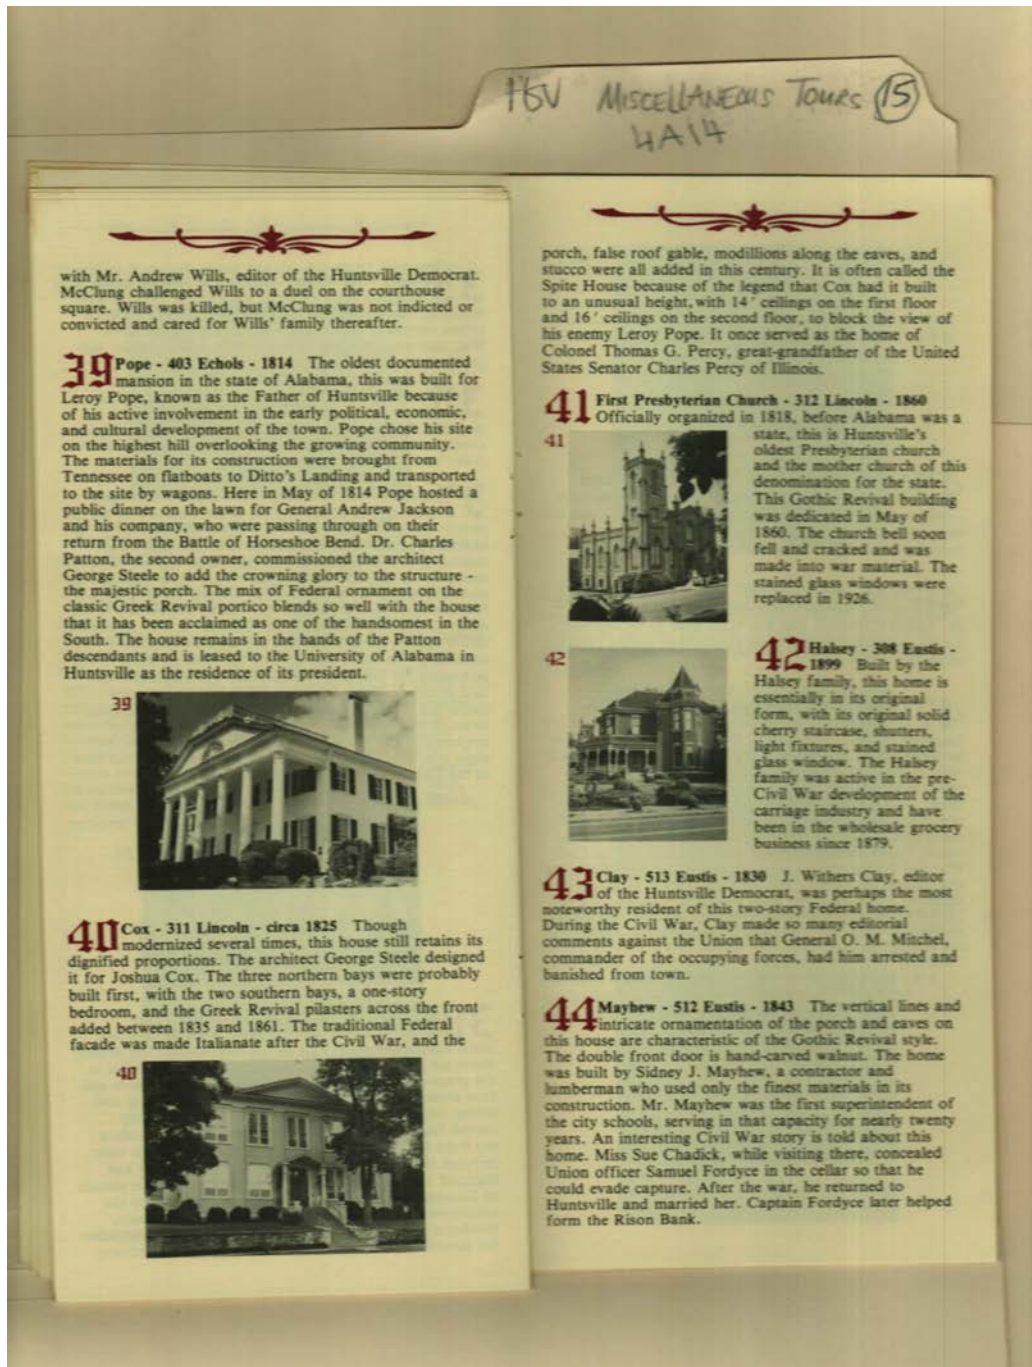 HSV MISCELLANEOUS TOURS 15
4A14
with Mr. Andrew Wills, editor of the Huntsville Democrat.
McClung challenged Wills to a duel on the courthouse
square. Wills was killed, but McClung was not indicted or
convicted and cared for Wills' family thereafter.
39 Pope - 403 Echols - 1814 The oldest documented
mansion in the state of Alabama, this was built for
Leroy Pope, known as the Father of Huntsville because
of his active involvement in the early political, economic,
and cultural development of the town. Pope chose his site
on the highest hill overlooking the growing community.
The materials for its construction were brought from
Tennessee on flatboats to Ditto's Landing and transported
to the site by wagons. Here in May of 1814 Pope hosted a
public dinner on the lawn for General Andrew Jackson
and his company, who were passing through on their
return from the Battle of Horseshoe Bend. Dr. Charles
Patton, the second owner, commissioned the architect
George Steele to add the crowning glory to the structure -
the majestic porch. The mix of Federal ornament on the
classic Greek Revival portico blends so well with the house
that it has been acclaimed as one of the handsomest in the
South. The house remains in the hands of the Patton
descendants and is leased to the University of Alabama in
Huntsville as the residence of its president.
39
40 Cox - 311 Lincoln - circa 1825 Though
modernized several times, this house still retains its
dignified proportions. The architect George Steele designed
it for Joshua Cox. The three northern bays were probably
built first, with the two southern bays, a one-story
bedroom, and the Greek Revival pilasters across the front
added between 1835 and 1861. The traditional Federal
facade was made Italianate after the Civil War, and the
40
porch, false roof gable, modillions along the eaves, and
stucco were all added in this century. It is often called the
Spite House because of the legend that Cox had it built
to an unusual height, with 14' ceilings on the first floor
and 16' ceilings on the second floor, to block the view of
his enemy Leroy Pope. It once served as the home of
Colonel Thomas G. Percy, great-grandfather of the United
States Senator Charles Percy of Illinois.
41 First Presbyterian Church - 312 Lincoln - 1860
Officially organized in 1818, before Alabama was a
41
state, this is Huntsville's
oldest Presbyterian church
and the mother church of this
denomination for the state.
This Gothic Revival building
was dedicated in May of
1860. The church bell soon
fell and cracked and was
made into war material. The
stained glass windows were
replaced in 1926.
42
42 Halsey - 308 Eustis -
1899 Built by the
Halsey family, this home is
essentially in its original
form, with its original solid
cherry staircase, shutters,
light fixtures, and stained
glass window. The Halsey
family was active in the pre-
Civil War development of the
carriage industry and have
been in the wholesale grocery
business since 1879.
43 Clay - 513 Eustis - 1830 J. Withers Clay, editor
of the Huntsville Democrat, was perhaps the most
noteworthy resident of this two-story Federal home.
During the Civil War, Clay made so many editorial
comments against the Union that General O. M. Mitchel,
commander of the occupying forces, had him arrested and
banished from town.
44 Mayhew - 512 Eustis - 1843 The vertical lines and
intricate ornamentation of the porch and eaves on
this house are characteristic of the Gothic Revival style.
The double front door is hand-carved walnut. The home
was built by Sidney J. Mayhew, a contractor and
lumberman who used only the finest materials in its
construction. Mr. Mayhew was the first superintendent of
the city schools, serving in that capacity for nearly twenty
years. An interesting Civil War story is told about this
home. Miss Sue Chadick, while visiting there, concealed
Union officer Samuel Fordyce in the cellar so that he
could evade capture. After the war, he returned to
Huntsville and married her. Captain Fordyce later helped
form the Rison Bank.